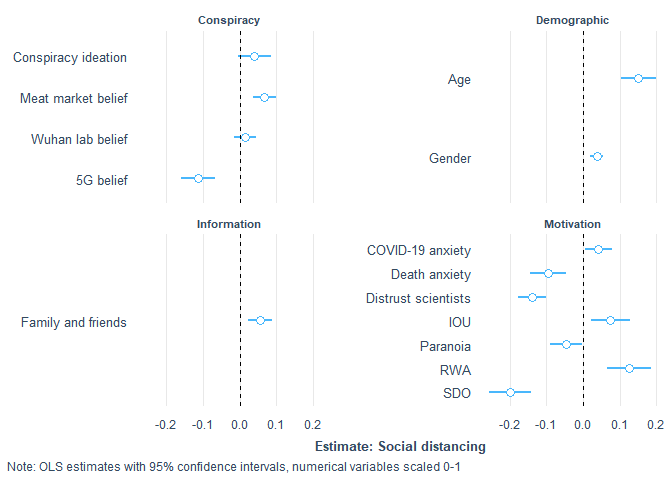 Conspiracy
Conspiracy ideation
Meat market belief
Wuhan lab belief
5G belief
Demographic
Age
Gender
Information
Family and friends
-0.2 -0.1 0.0 0.1 0.2
Motivation
COVID-19 anxiety
Death anxiety
Distrust scientists
IOU
Paranoia
RWA
SDO
-0.2 -0.1 0.0 0.1 0.2
Estimate: Social distancing
Note: OLS estimates with 95% confidence intervals, numerical variables scaled 0-1